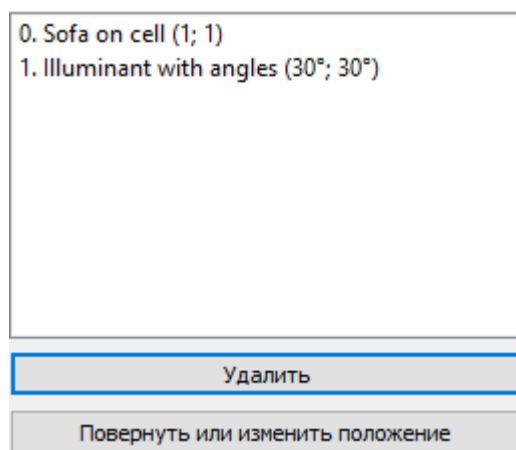 0. Sofa on cell (1; 1)
1. Illuminant with angles (30°; 30°)
Удалить
Повернуть или изменить положение